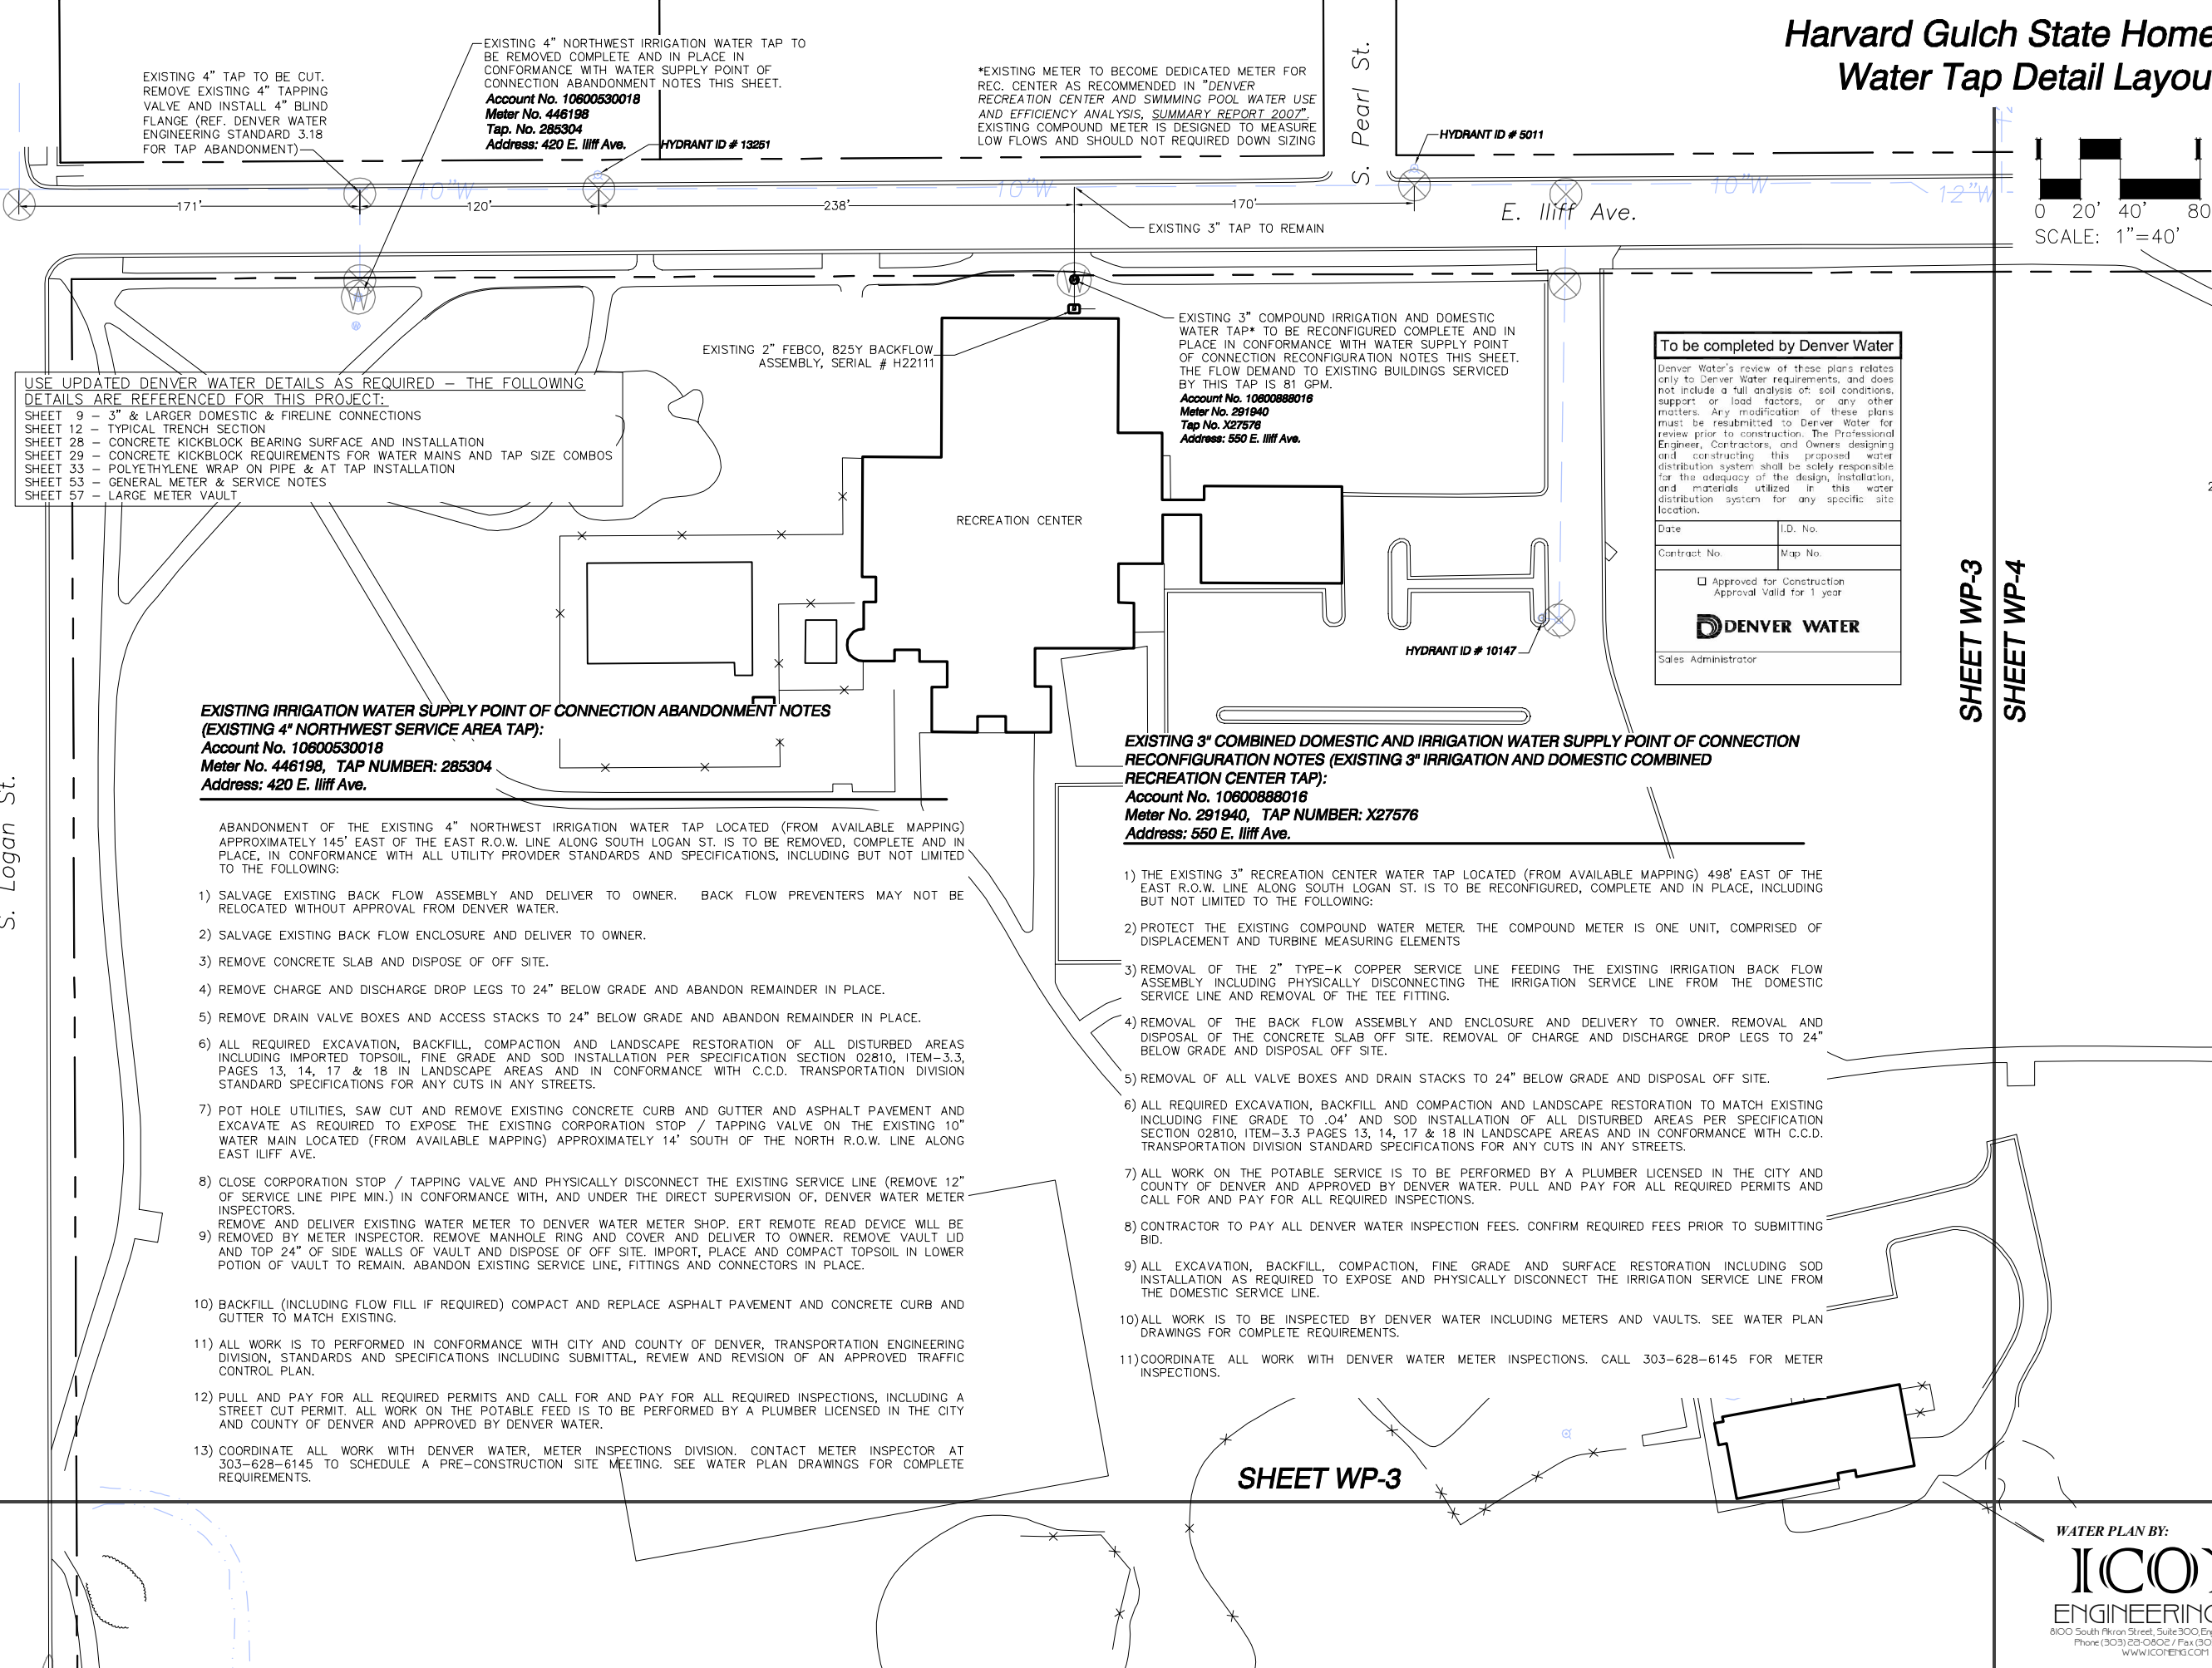 Harvard Gulch State Home
Water Tap Detail Layou
EXISTING 4" TAP TO BE CUT.
REMOVE EXISTING 4" TAPPING
VALVE AND INSTALL 4" BLIND
FLANGE (REF. DENVER WATER
ENGINEERING STANDARD 3.18
FOR TAP ABANDONMENT)
EXISTING 4" NORTHWEST IRRIGATION WATER TAP TO
BE REMOVED COMPLETE AND IN PLACE IN
CONFORMANCE WITH WATER SUPPLY POINT OF
CONNECTION ABANDONMENT NOTES THIS SHEET.
Account No. 10600530018
Meter No. 446198
Tap. No. 285304
Address: 420 E. Iliff Ave.
HYDRANT ID # 13251
*EXISTING METER TO BECOME DEDICATED METER FOR
REC. CENTER AS RECOMMENDED IN "DENVER
RECREATION CENTER AND SWIMMING POOL WATER USE
AND EFFICIENCY ANALYSIS, SUMMARY REPORT 2007".
EXISTING COMPOUND METER IS DESIGNED TO MEASURE
LOW FLOWS AND SHOULD NOT REQUIRED DOWN SIZING
S. Pearl St.
HYDRANT ID # 5011
10"W
10"W
10"W
12"W
171'
120'
238'
170'
E. Iliff Ave.
EXISTING 3" TAP TO REMAIN
0 20' 40' 80
SCALE: 1"=40'
EXISTING 2" FEBCO, 825Y BACKFLOW
ASSEMBLY, SERIAL # H22111
EXISTING 3" COMPOUND IRRIGATION AND DOMESTIC
WATER TAP* TO BE RECONFIGURED COMPLETE AND IN
PLACE IN CONFORMANCE WITH WATER SUPPLY POINT
OF CONNECTION RECONFIGURATION NOTES THIS SHEET.
THE FLOW DEMAND TO EXISTING BUILDINGS SERVICED
BY THIS TAP IS 81 GPM.
Account No. 10600888016
Meter No. 291940
Tap No. X27576
Address: 550 E. Iliff Ave.
USE UPDATED DENVER WATER DETAILS AS REQUIRED – THE FOLLOWING
DETAILS ARE REFERENCED FOR THIS PROJECT:
SHEET 9 – 3" & LARGER DOMESTIC & FIRELINE CONNECTIONS
SHEET 12 – TYPICAL TRENCH SECTION
SHEET 28 – CONCRETE KICKBLOCK BEARING SURFACE AND INSTALLATION
SHEET 29 – CONCRETE KICKBLOCK REQUIREMENTS FOR WATER MAINS AND TAP SIZE COMBOS
SHEET 33 – POLYETHYLENE WRAP ON PIPE & AT TAP INSTALLATION
SHEET 53 – GENERAL METER & SERVICE NOTES
SHEET 57 – LARGE METER VAULT
RECREATION CENTER
To be completed by Denver Water
Denver Water's review of these plans relates
only to Denver Water requirements, and does
not include a full analysis of: soil conditions,
support or load factors, or any other
matters. Any modification of these plans
must be resubmitted to Denver Water for
review prior to construction. The Professional
Engineer, Contractors, and Owners designing
and constructing this proposed water
distribution system shall be solely responsible
for the adequacy of the design, installation,
and materials utilized in this water
distribution system for any specific site
location.
Date
I.D. No.
Contract No.
Map No.
Approved for Construction
Approval Valid for 1 year
DENVER WATER
Sales Administrator
SHEET WP-3
SHEET WP-4
HYDRANT ID # 10147
S. Logan St.
EXISTING IRRIGATION WATER SUPPLY POINT OF CONNECTION ABANDONMENT NOTES
(EXISTING 4" NORTHWEST SERVICE AREA TAP):
Account No. 10600530018
Meter No. 446198, TAP NUMBER: 285304
Address: 420 E. Iliff Ave.
ABANDONMENT OF THE EXISTING 4" NORTHWEST IRRIGATION WATER TAP LOCATED (FROM AVAILABLE MAPPING)
APPROXIMATELY 145' EAST OF THE EAST R.O.W. LINE ALONG SOUTH LOGAN ST. IS TO BE REMOVED, COMPLETE AND IN
PLACE, IN CONFORMANCE WITH ALL UTILITY PROVIDER STANDARDS AND SPECIFICATIONS, INCLUDING BUT NOT LIMITED
TO THE FOLLOWING:
1) SALVAGE EXISTING BACK FLOW ASSEMBLY AND DELIVER TO OWNER. BACK FLOW PREVENTERS MAY NOT BE
RELOCATED WITHOUT APPROVAL FROM DENVER WATER.
2) SALVAGE EXISTING BACK FLOW ENCLOSURE AND DELIVER TO OWNER.
3) REMOVE CONCRETE SLAB AND DISPOSE OF OFF SITE.
4) REMOVE CHARGE AND DISCHARGE DROP LEGS TO 24" BELOW GRADE AND ABANDON REMAINDER IN PLACE.
5) REMOVE DRAIN VALVE BOXES AND ACCESS STACKS TO 24" BELOW GRADE AND ABANDON REMAINDER IN PLACE.
6) ALL REQUIRED EXCAVATION, BACKFILL, COMPACTION AND LANDSCAPE RESTORATION OF ALL DISTURBED AREAS
INCLUDING IMPORTED TOPSOIL, FINE GRADE AND SOD INSTALLATION PER SPECIFICATION SECTION 02810, ITEM–3.3,
PAGES 13, 14, 17 & 18 IN LANDSCAPE AREAS AND IN CONFORMANCE WITH C.C.D. TRANSPORTATION DIVISION
STANDARD SPECIFICATIONS FOR ANY CUTS IN ANY STREETS.
7) POT HOLE UTILITIES, SAW CUT AND REMOVE EXISTING CONCRETE CURB AND GUTTER AND ASPHALT PAVEMENT AND
EXCAVATE AS REQUIRED TO EXPOSE THE EXISTING CORPORATION STOP / TAPPING VALVE ON THE EXISTING 10"
WATER MAIN LOCATED (FROM AVAILABLE MAPPING) APPROXIMATELY 14' SOUTH OF THE NORTH R.O.W. LINE ALONG
EAST ILIFF AVE.
8) CLOSE CORPORATION STOP / TAPPING VALVE AND PHYSICALLY DISCONNECT THE EXISTING SERVICE LINE (REMOVE 12"
OF SERVICE LINE PIPE MIN.) IN CONFORMANCE WITH, AND UNDER THE DIRECT SUPERVISION OF, DENVER WATER METER
INSPECTORS.
REMOVE AND DELIVER EXISTING WATER METER TO DENVER WATER METER SHOP. ERT REMOTE READ DEVICE WILL BE
9) REMOVED BY METER INSPECTOR. REMOVE MANHOLE RING AND COVER AND DELIVER TO OWNER. REMOVE VAULT LID
AND TOP 24" OF SIDE WALLS OF VAULT AND DISPOSE OF OFF SITE. IMPORT, PLACE AND COMPACT TOPSOIL IN LOWER
POTION OF VAULT TO REMAIN. ABANDON EXISTING SERVICE LINE, FITTINGS AND CONNECTORS IN PLACE.
10) BACKFILL (INCLUDING FLOW FILL IF REQUIRED) COMPACT AND REPLACE ASPHALT PAVEMENT AND CONCRETE CURB AND
GUTTER TO MATCH EXISTING.
11) ALL WORK IS TO PERFORMED IN CONFORMANCE WITH CITY AND COUNTY OF DENVER, TRANSPORTATION ENGINEERING
DIVISION, STANDARDS AND SPECIFICATIONS INCLUDING SUBMITTAL, REVIEW AND REVISION OF AN APPROVED TRAFFIC
CONTROL PLAN.
12) PULL AND PAY FOR ALL REQUIRED PERMITS AND CALL FOR AND PAY FOR ALL REQUIRED INSPECTIONS, INCLUDING A
STREET CUT PERMIT. ALL WORK ON THE POTABLE FEED IS TO BE PERFORMED BY A PLUMBER LICENSED IN THE CITY
AND COUNTY OF DENVER AND APPROVED BY DENVER WATER.
13) COORDINATE ALL WORK WITH DENVER WATER, METER INSPECTIONS DIVISION. CONTACT METER INSPECTOR AT
303–628–6145 TO SCHEDULE A PRE–CONSTRUCTION SITE MEETING. SEE WATER PLAN DRAWINGS FOR COMPLETE
REQUIREMENTS.
EXISTING 3" COMBINED DOMESTIC AND IRRIGATION WATER SUPPLY POINT OF CONNECTION
RECONFIGURATION NOTES (EXISTING 3" IRRIGATION AND DOMESTIC COMBINED
RECREATION CENTER TAP):
Account No. 10600888016
Meter No. 291940, TAP NUMBER: X27576
Address: 550 E. Iliff Ave.
1) THE EXISTING 3" RECREATION CENTER WATER TAP LOCATED (FROM AVAILABLE MAPPING) 498' EAST OF THE
EAST R.O.W. LINE ALONG SOUTH LOGAN ST. IS TO BE RECONFIGURED, COMPLETE AND IN PLACE, INCLUDING
BUT NOT LIMITED TO THE FOLLOWING:
2) PROTECT THE EXISTING COMPOUND WATER METER. THE COMPOUND METER IS ONE UNIT, COMPRISED OF
DISPLACEMENT AND TURBINE MEASURING ELEMENTS
3) REMOVAL OF THE 2" TYPE–K COPPER SERVICE LINE FEEDING THE EXISTING IRRIGATION BACK FLOW
ASSEMBLY INCLUDING PHYSICALLY DISCONNECTING THE IRRIGATION SERVICE LINE FROM THE DOMESTIC
SERVICE LINE AND REMOVAL OF THE TEE FITTING.
4) REMOVAL OF THE BACK FLOW ASSEMBLY AND ENCLOSURE AND DELIVERY TO OWNER. REMOVAL AND
DISPOSAL OF THE CONCRETE SLAB OFF SITE. REMOVAL OF CHARGE AND DISCHARGE DROP LEGS TO 24"
BELOW GRADE AND DISPOSAL OFF SITE.
5) REMOVAL OF ALL VALVE BOXES AND DRAIN STACKS TO 24" BELOW GRADE AND DISPOSAL OFF SITE.
6) ALL REQUIRED EXCAVATION, BACKFILL AND COMPACTION AND LANDSCAPE RESTORATION TO MATCH EXISTING
INCLUDING FINE GRADE TO .04' AND SOD INSTALLATION OF ALL DISTURBED AREAS PER SPECIFICATION
SECTION 02810, ITEM–3.3 PAGES 13, 14, 17 & 18 IN LANDSCAPE AREAS AND IN CONFORMANCE WITH C.C.D.
TRANSPORTATION DIVISION STANDARD SPECIFICATIONS FOR ANY CUTS IN ANY STREETS.
7) ALL WORK ON THE POTABLE SERVICE IS TO BE PERFORMED BY A PLUMBER LICENSED IN THE CITY AND
COUNTY OF DENVER AND APPROVED BY DENVER WATER. PULL AND PAY FOR ALL REQUIRED PERMITS AND
CALL FOR AND PAY FOR ALL REQUIRED INSPECTIONS.
8) CONTRACTOR TO PAY ALL DENVER WATER INSPECTION FEES. CONFIRM REQUIRED FEES PRIOR TO SUBMITTING
BID.
9) ALL EXCAVATION, BACKFILL, COMPACTION, FINE GRADE AND SURFACE RESTORATION INCLUDING SOD
INSTALLATION AS REQUIRED TO EXPOSE AND PHYSICALLY DISCONNECT THE IRRIGATION SERVICE LINE FROM
THE DOMESTIC SERVICE LINE.
10) ALL WORK IS TO BE INSPECTED BY DENVER WATER INCLUDING METERS AND VAULTS. SEE WATER PLAN
DRAWINGS FOR COMPLETE REQUIREMENTS.
11) COORDINATE ALL WORK WITH DENVER WATER METER INSPECTIONS. CALL 303–628–6145 FOR METER
INSPECTIONS.
SHEET WP-3
WATER PLAN BY:
ICO
ENGINEERING
8100 South Akron Street, Suite 300, En
Phone (303) 221-0802 / Fax (30
WWW.ICONENG.COM